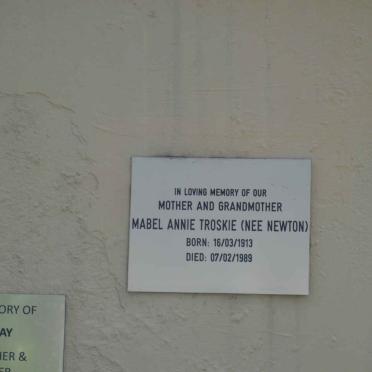 IN LOVING MEMORY OF OUR
MOTHER AND GRANDMOTHER
MABEL ANNIE TROSKIE (NEE NEWTON)
BORN: 16/03/1913
DIED: 07/02/1989
ORY OF
AY
ER &